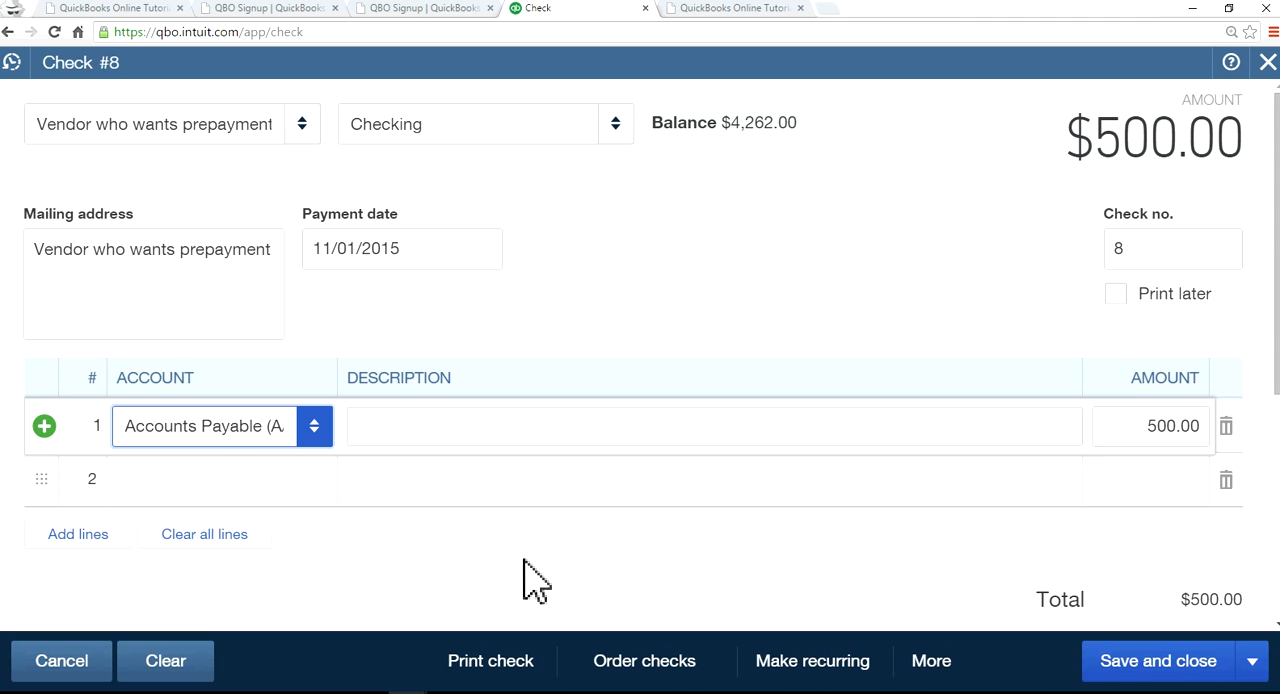 QuickBooks Online Tutori
QBO Signup | QuickBooks
QBO Signup | QuickBooks
Check
QuickBooks Online Tutori
https://qbo.intuit.com/app/check
Check #8
Vendor who wants prepayment
Checking
Balance $4,262.00
AMOUNT
$500.00
Mailing address
Payment date
Check no.
Vendor who wants prepayment
11/01/2015
8
Print later
# ACCOUNT DESCRIPTION AMOUNT
1 Accounts Payable (A/ 500.00
2
Add lines Clear all lines
Total $500.00
Cancel Clear Print check Order checks Make recurring More Save and close